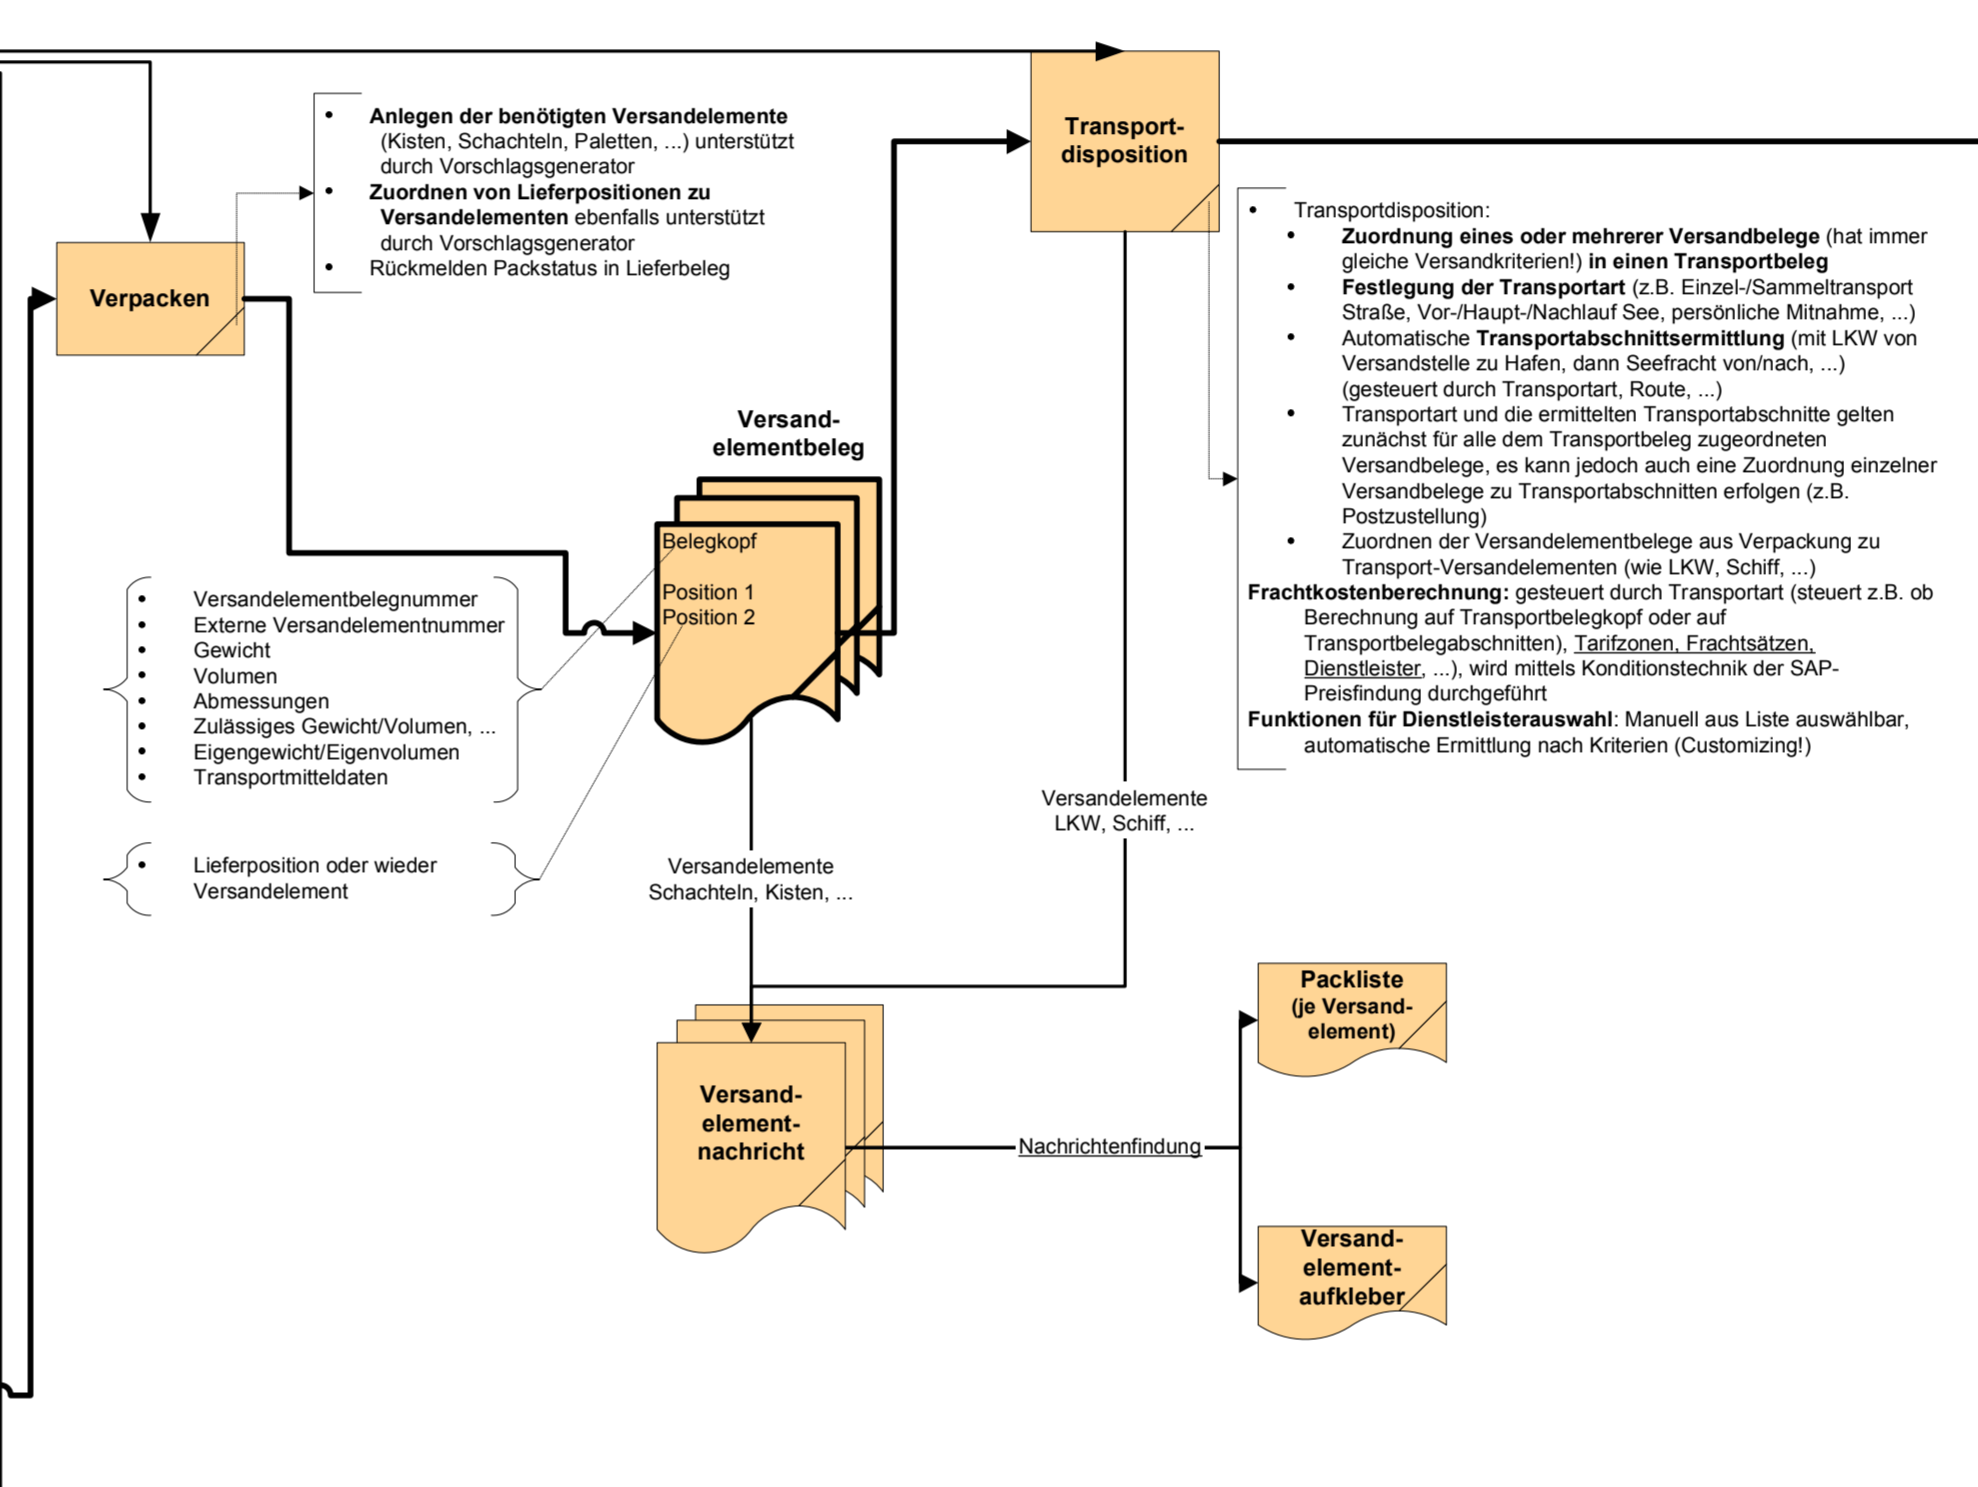 • Anlegen der benötigten Versandelemente
(Kisten, Schachteln, Paletten, ...) unterstützt
durch Vorschlagsgenerator
• Zuordnen von Lieferpositionen zu
Versandelementen ebenfalls unterstützt
durch Vorschlagsgenerator
• Rückmelden Packstatus in Lieferbeleg
Verpacken
Transport-
disposition
• Transportdisposition:
• Zuordnung eines oder mehrerer Versandbelege (hat immer
gleiche Versandkriterien!) in einen Transportbeleg
• Festlegung der Transportart (z.B. Einzel-/Sammeltransport
Straße, Vor-/Haupt-/Nachlauf See, persönliche Mitnahme, ...)
• Automatische Transportabschnittsermittlung (mit LKW von
Versandstelle zu Hafen, dann Seefracht von/nach, ...)
(gesteuert durch Transportart, Route, ...)
• Transportart und die ermittelten Transportabschnitte gelten
zunächst für alle dem Transportbeleg zugeordneten
Versandbelege, es kann jedoch auch eine Zuordnung einzelner
Versandbelege zu Transportabschnitten erfolgen (z.B.
Postzustellung)
• Zuordnen der Versandelementbelege aus Verpackung zu
Transport-Versandelementen (wie LKW, Schiff, ...)
Frachtkostenberechnung: gesteuert durch Transportart (steuert z.B. ob
Berechnung auf Transportbelegkopf oder auf
Transportbelegabschnitten), Tarifzonen, Frachtsätzen,
Dienstleister, ...), wird mittels Konditionstechnik der SAP-
Preisfindung durchgeführt
Funktionen für Dienstleisterauswahl: Manuell aus Liste auswählbar,
automatische Ermittlung nach Kriterien (Customizing!)
Versand-
elementbeleg
Belegkopf
Position 1
Position 2
• Versandelementbelegnummer
• Externe Versandelementnummer
• Gewicht
• Volumen
• Abmessungen
• Zulässiges Gewicht/Volumen, ...
• Eigengewicht/Eigenvolumen
• Transportmitteldaten
• Lieferposition oder wieder
Versandelement
Versandelemente
Schachteln, Kisten, ...
Versandelemente
LKW, Schiff, ...
Versand-
element-
nachricht
Nachrichtenfindung
Packliste
(je Versand-
element)
Versand-
element-
aufkleber